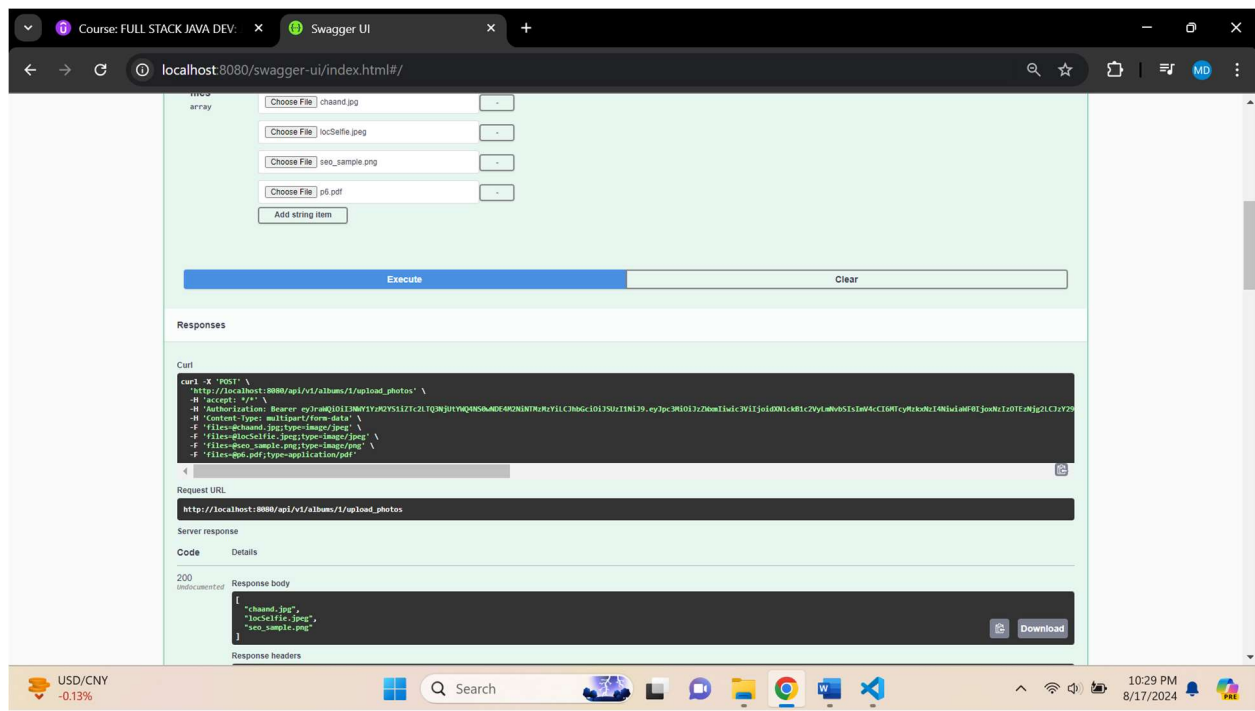 Course: FULL STACK JAVA DEV:
Swagger UI
localhost:8080/swagger-ui/index.html#/
MD
files
array
Choose File chaand.jpg
-
Choose File locSelfie.jpeg
-
Choose File seo_sample.png
-
Choose File p6.pdf
-
Add string item
Execute
Clear
Responses
Curl
curl -X 'POST' \
'http://localhost:8080/api/v1/albums/1/upload_photos' \
-H 'accept: */*' \
-H 'Authorization: Bearer
-H 'Content-Type: multipart/form-data' \
-F 'files=@chaand.jpg;type=image/jpeg' \
-F 'files=@locSelfie.jpeg;type=image/jpeg' \
-F 'files=@seo_sample.png;type=image/png' \
-F 'files=@p6.pdf;type=application/pdf'
Request URL
http://localhost:8080/api/v1/albums/1/upload_photos
Server response
Code Details
200
Undocumented
Response body
[
"chaand.jpg",
"locSelfie.jpeg",
"seo_sample.png"
]
Download
Response headers
USD/CNY
-0.13%
Search
10:29 PM
8/17/2024
PRE